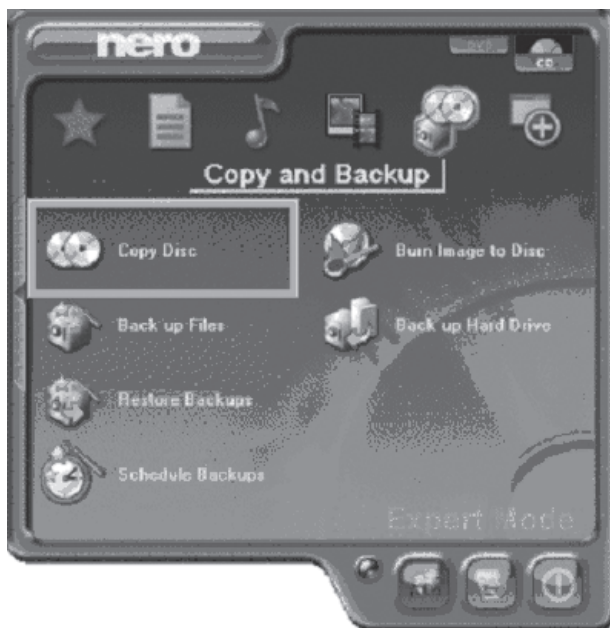 nero
CD
Copy and Backup
Copy Disc
Burn Image to Disc
Back up Files
Back up Hard Drive
Restore Backups
Schedule Backups
Expert Mode